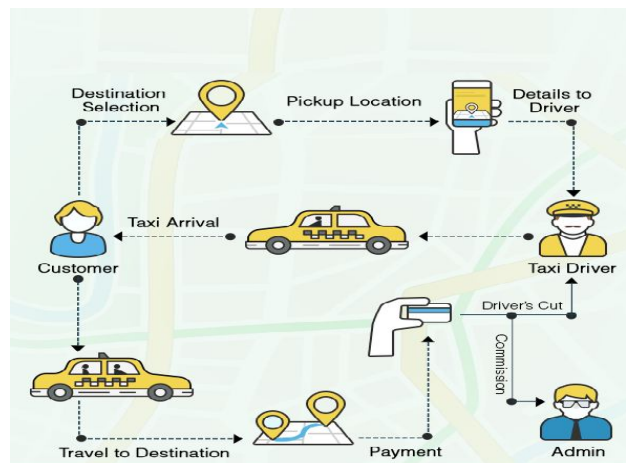 Destination
Selection
Pickup Location
Details to
Driver
Taxi Arrival
Customer
Taxi Driver
Driver's Cut
Commission
Travel to Destination
Payment
Admin